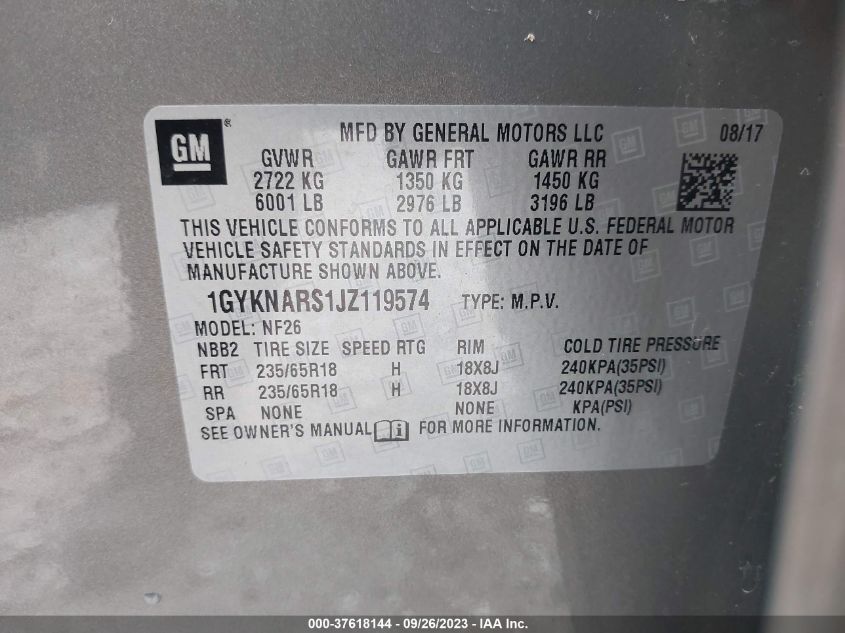 GM ® MFD BY GENERAL MOTORS LLC 08/17
GVWR GAWR FRT GAWR RR
2722 KG 1350 KG 1450 KG
6001 LB 2976 LB 3196 LB
THIS VEHICLE CONFORMS TO ALL APPLICABLE U.S. FEDERAL MOTOR
VEHICLE SAFETY STANDARDS IN EFFECT ON THE DATE OF
MANUFACTURE SHOWN ABOVE.
1GYKNARS1JZ119574 TYPE: M.P.V.
MODEL: NF26
NBB2 TIRE SIZE SPEED RTG RIM COLD TIRE PRESSURE
FRT 235/65R18 H 18X8J 240KPA(35PSI)
RR 235/65R18 H 18X8J 240KPA(35PSI)
SPA NONE NONE KPA(PSI)
SEE OWNER'S MANUAL FOR MORE INFORMATION.
000-37618144 - 09/26/2023 - IAA Inc.